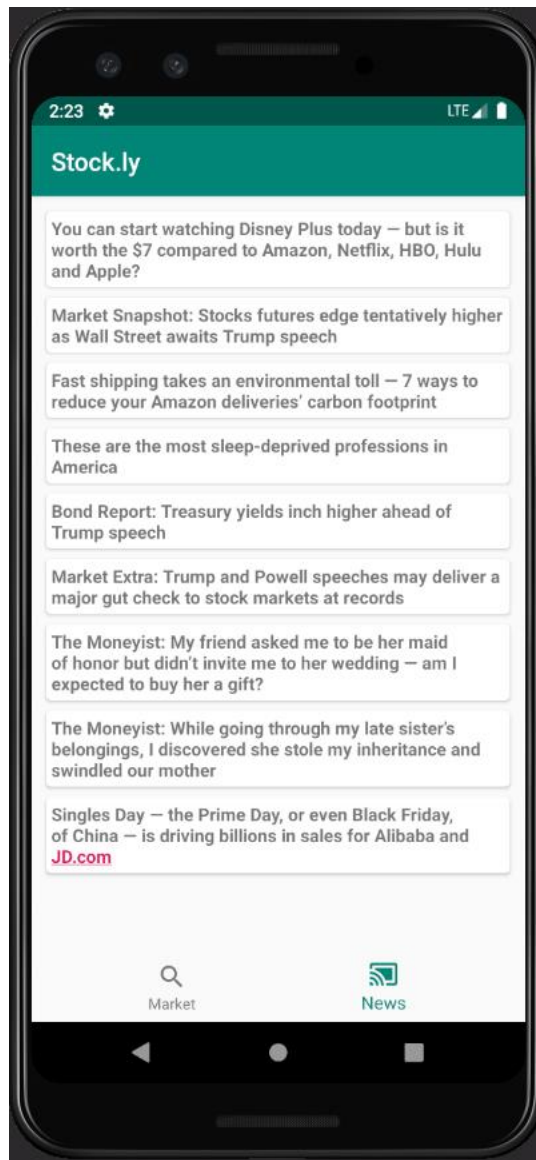 2:23 LTE
Stock.ly
You can start watching Disney Plus today — but is it
worth the $7 compared to Amazon, Netflix, HBO, Hulu
and Apple?
Market Snapshot: Stocks futures edge tentatively higher
as Wall Street awaits Trump speech
Fast shipping takes an environmental toll — 7 ways to
reduce your Amazon deliveries’ carbon footprint
These are the most sleep-deprived professions in
America
Bond Report: Treasury yields inch higher ahead of
Trump speech
Market Extra: Trump and Powell speeches may deliver a
major gut check to stock markets at records
The Moneyist: My friend asked me to be her maid
of honor but didn’t invite me to her wedding — am I
expected to buy her a gift?
The Moneyist: While going through my late sister’s
belongings, I discovered she stole my inheritance and
swindled our mother
Singles Day — the Prime Day, or even Black Friday,
of China — is driving billions in sales for Alibaba and
JD.com
Market News